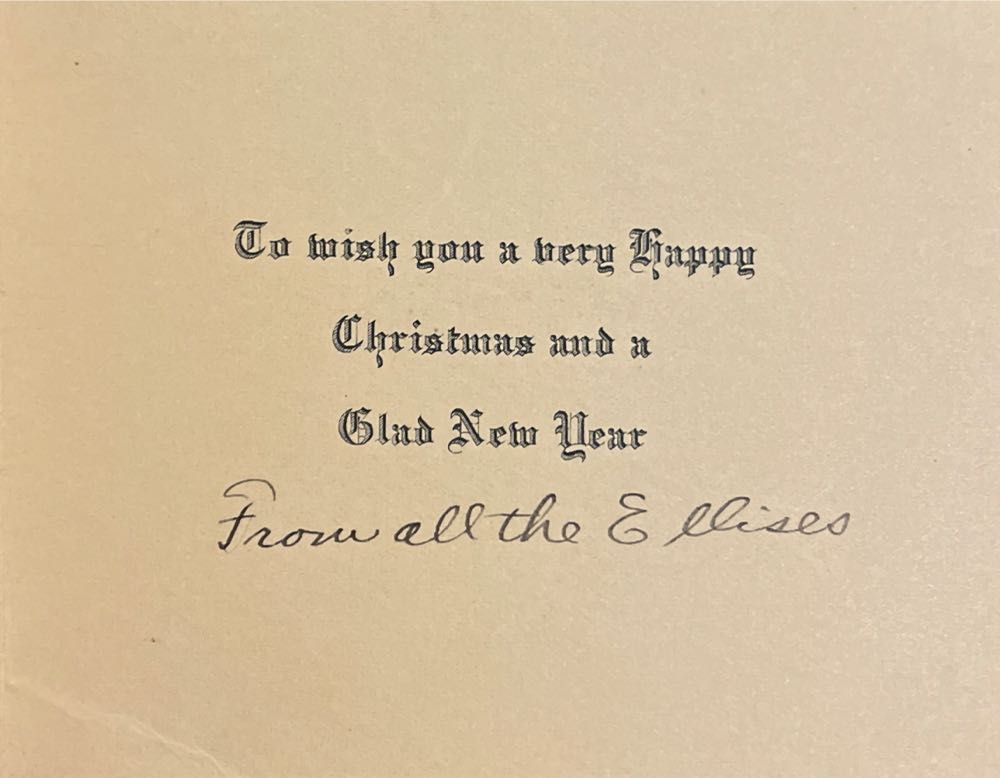 To wish you a very Happy
Christmas and a
Glad New Year
From all the Ellises